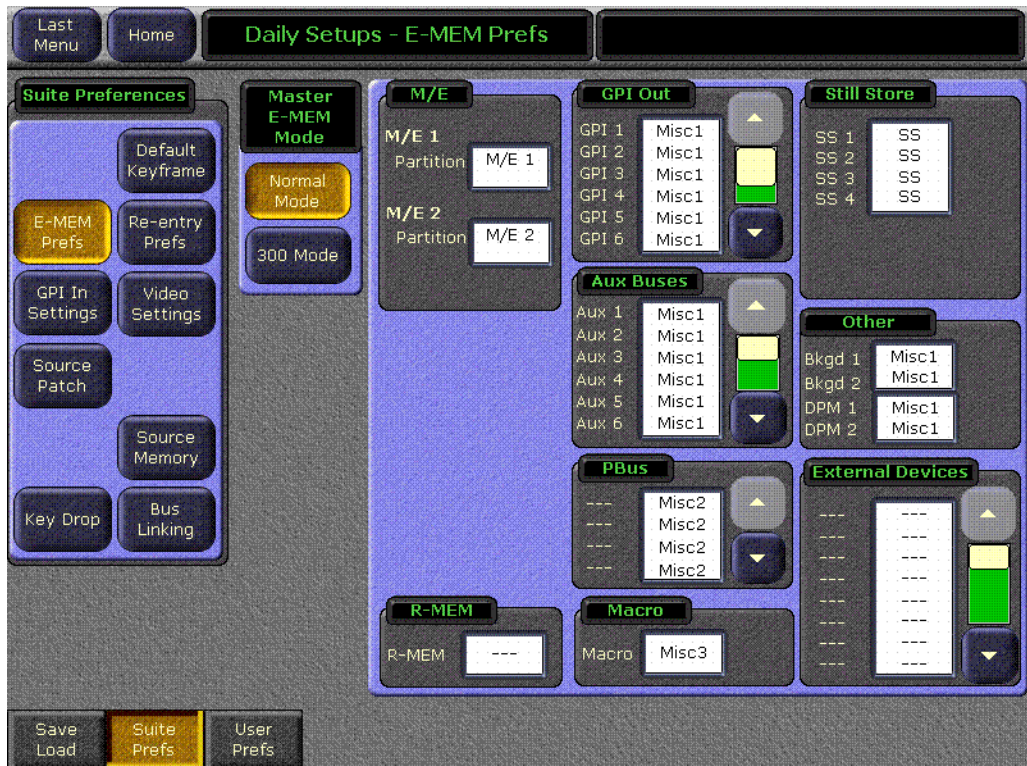 Last
Menu
Home
Daily Setups - E-MEM Prefs
Suite Preferences
Default
Keyframe
E-MEM
Prefs
Re-entry
Prefs
GPI In
Settings
Video
Settings
Source
Patch
Source
Memory
Key Drop
Bus
Linking
Master
E-MEM
Mode
Normal
Mode
300 Mode
M/E
M/E 1
Partition M/E 1
M/E 2
Partition M/E 2
GPI Out
GPI 1 Misc1
GPI 2 Misc1
GPI 3 Misc1
GPI 4 Misc1
GPI 5 Misc1
GPI 6 Misc1
Still Store
SS 1 SS
SS 2 SS
SS 3 SS
SS 4 SS
Aux Buses
Aux 1 Misc1
Aux 2 Misc1
Aux 3 Misc1
Aux 4 Misc1
Aux 5 Misc1
Aux 6 Misc1
Other
Bkgd 1 Misc1
Bkgd 2 Misc1
DPM 1 Misc1
DPM 2 Misc1
PBus
--- Misc2
--- Misc2
--- Misc2
--- Misc2
External Devices
--- ---
--- ---
--- ---
--- ---
--- ---
--- ---
--- ---
--- ---
R-MEM
R-MEM ---
Macro
Macro Misc3
Save
Load
Suite
Prefs
User
Prefs